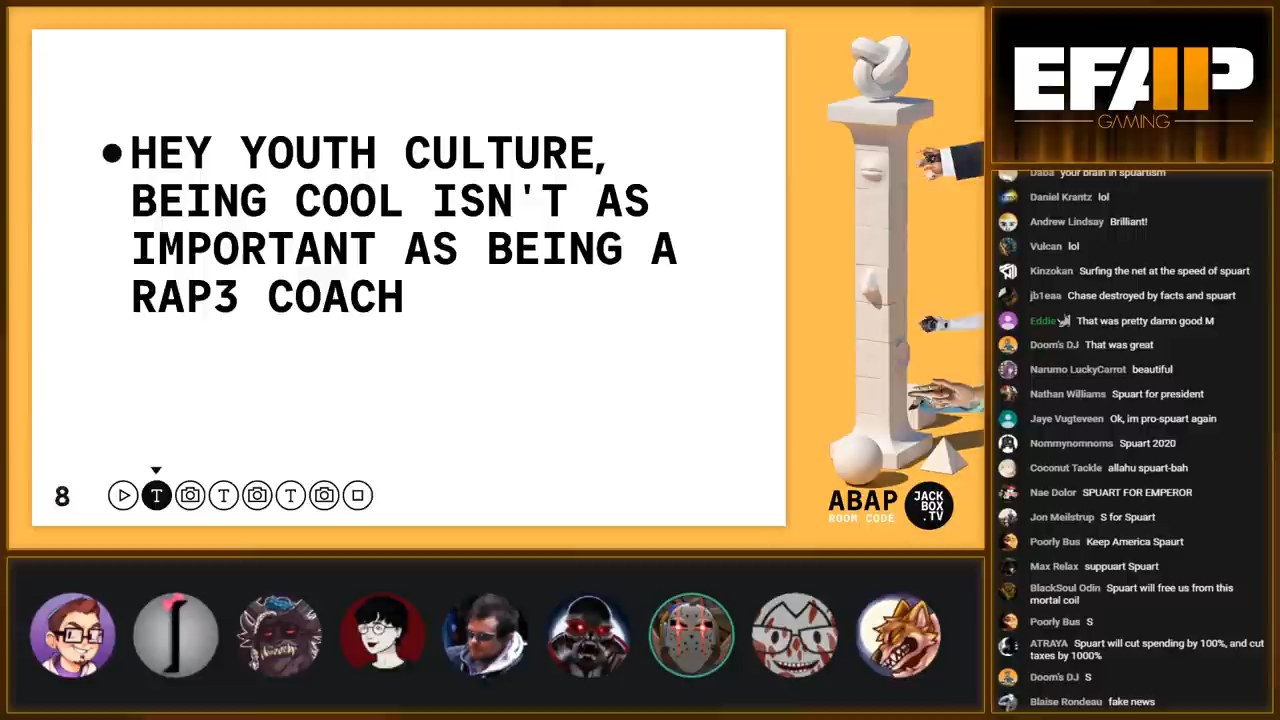 HEY YOUTH CULTURE,
BEING COOL ISN'T AS
IMPORTANT AS BEING A
RAP3 COACH
8
T
T
T
ABAP
ROOM CODE
JACK
BOX
.TV
EFAP
GAMING
Daba your brain in spuartism
Daniel Krantz lol
Andrew Lindsay Brilliant!
Vulcan lol
Kinzokan Surfing the net at the speed of spuart
jb1eaa Chase destroyed by facts and spuart
Eddie That was pretty damn good M
Doom's DJ That was great
Narumo LuckyCarrot beautiful
Nathan Williams Spuart for president
Jaye Vugteveen Ok, im pro-spuart again
Nommynomnoms Spuart 2020
Coconut Tackle allahu spuart-bah
Nae Dolor SPUART FOR EMPEROR
Jon Meilstrup S for Spuart
Poorly Bus Keep America Spaurt
Max Relax suppuart Spuart
BlackSoul Odin Spuart will free us from this
mortal coil
Poorly Bus S
ATRAYA Spuart will cut spending by 100%, and cut
taxes by 1000%
Doom's DJ S
Blaise Rondeau fake news